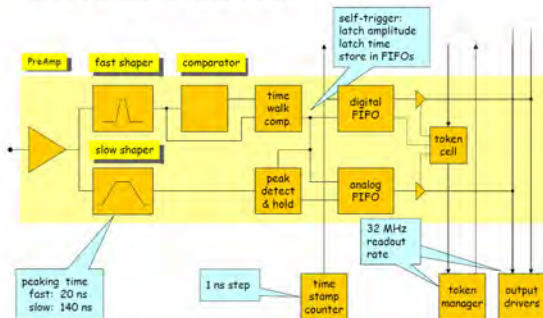 self-trigger:
latch amplitude
latch time
store in FIFOs
PreAmp
fast shaper
comparator
time
walk
comp.
digital
FIFO
token
cell
slow shaper
peak
detect
& hold
analog
FIFO
32 MHz
readout
rate
peaking time
fast: 20 ns
slow: 140 ns
1 ns step
time
stamp
counter
token
manager
output
drivers